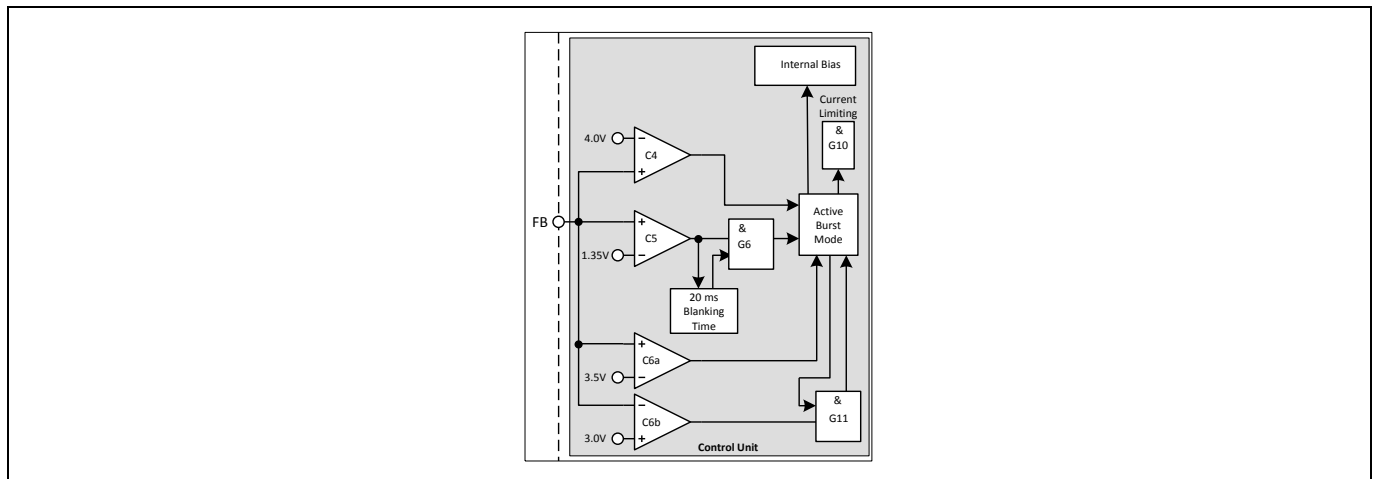 Internal Bias
Current
Limiting
&
G10
4.0V
−
C4
+
Active
Burst
Mode
FB
+
C5
−
1.35V
&
G6
20 ms
Blanking
Time
+
C6a
−
3.5V
−
C6b
+
3.0V
&
G11
Control Unit